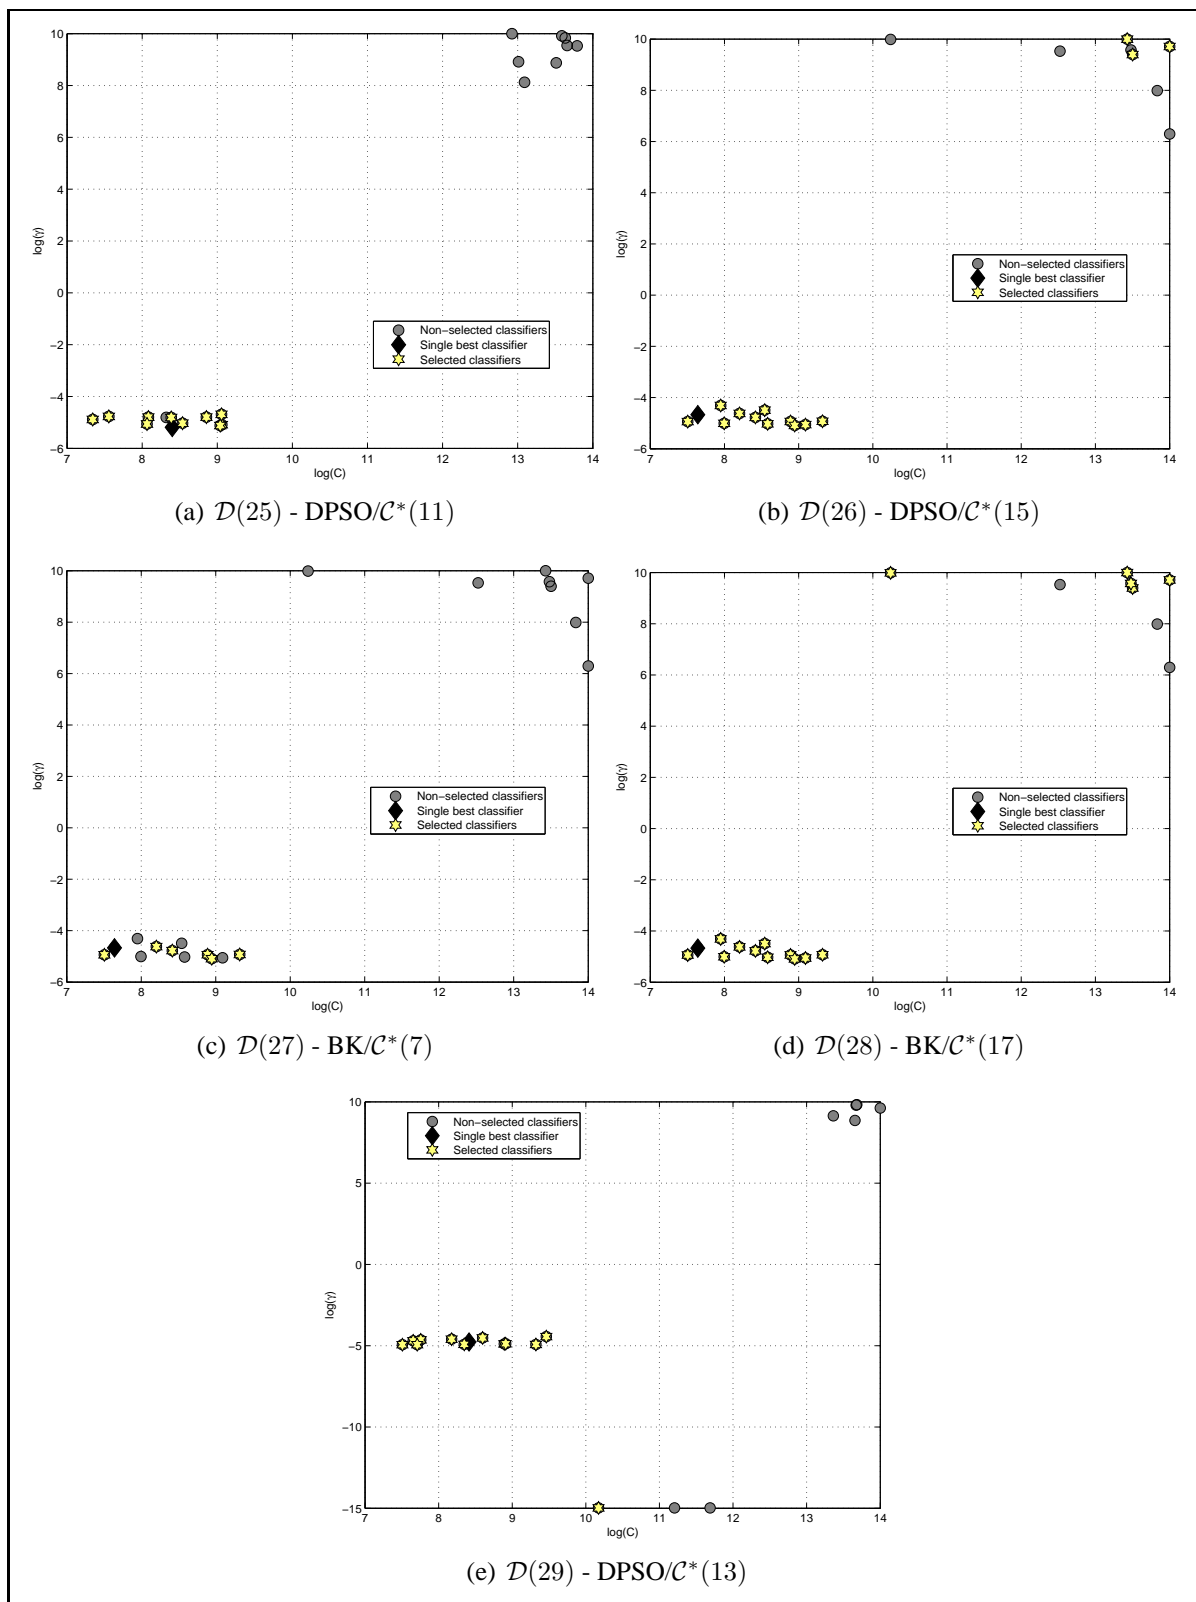 10
8
6
4
2
0
−2
−4
−6
log(γ)
7 8 9 10 11 12 13 14
log(C)
Non−selected classifiers
Single best classifier
Selected classifiers
(a) 𝒟(25) - DPSO/𝒞*(11)
10
8
6
4
2
0
−2
−4
−6
log(γ)
7 8 9 10 11 12 13 14
log(C)
Non−selected classifiers
Single best classifier
Selected classifiers
(b) 𝒟(26) - DPSO/𝒞*(15)
10
8
6
4
2
0
−2
−4
−6
log(γ)
7 8 9 10 11 12 13 14
log(C)
Non−selected classifiers
Single best classifier
Selected classifiers
(c) 𝒟(27) - BK/𝒞*(7)
10
8
6
4
2
0
−2
−4
−6
log(γ)
7 8 9 10 11 12 13 14
log(C)
Non−selected classifiers
Single best classifier
Selected classifiers
(d) 𝒟(28) - BK/𝒞*(17)
10
5
0
−5
−10
−15
log(γ)
7 8 9 10 11 12 13 14
log(C)
Non−selected classifiers
Single best classifier
Selected classifiers
(e) 𝒟(29) - DPSO/𝒞*(13)